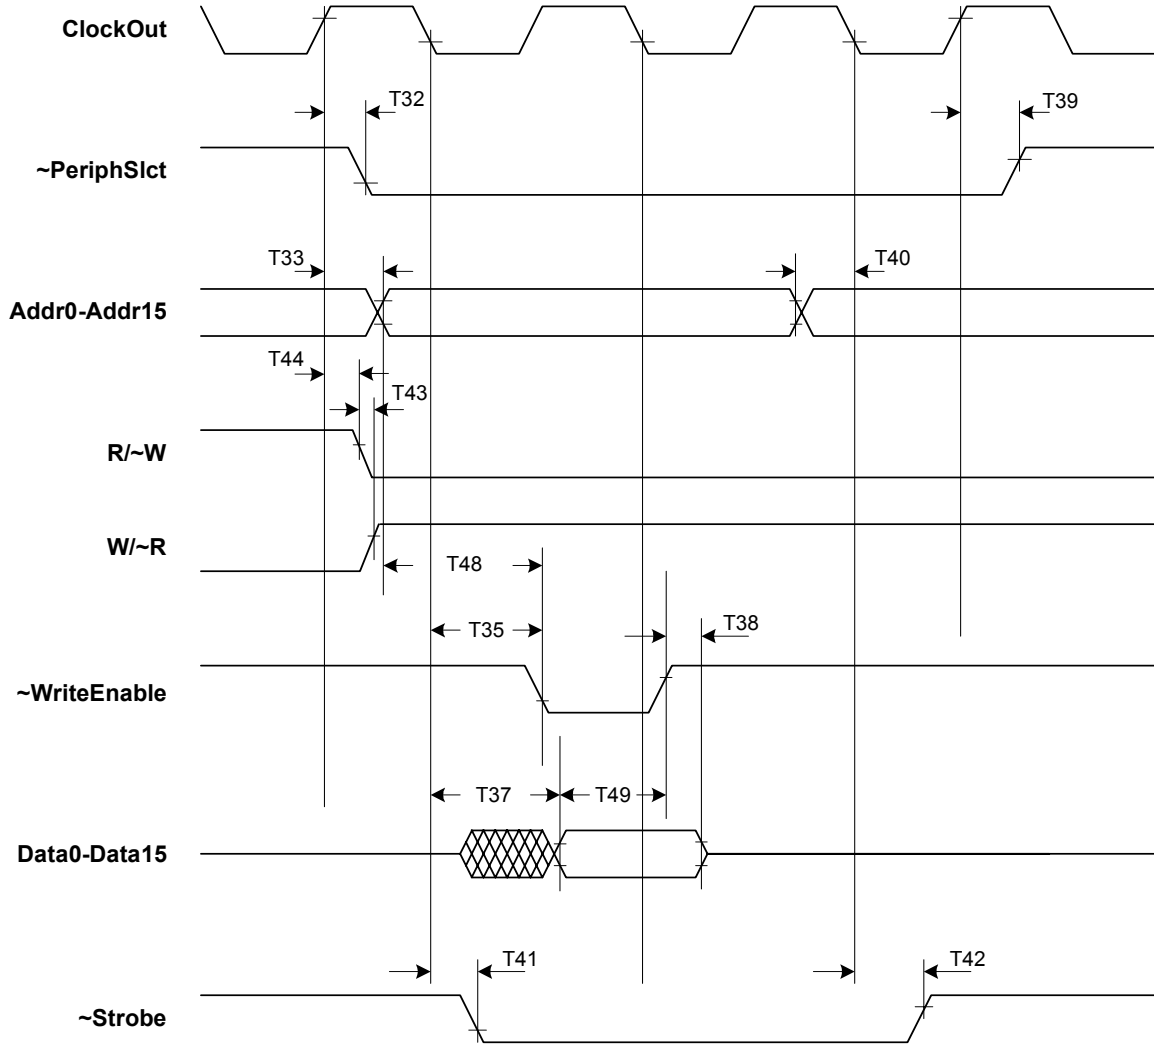 ClockOut
T32
T39
~PeriphSlct
T33
T40
Addr0-Addr15
T44
T43
R/~W
W/~R
T48
T35
T38
~WriteEnable
T37
T49
Data0-Data15
T41
T42
~Strobe